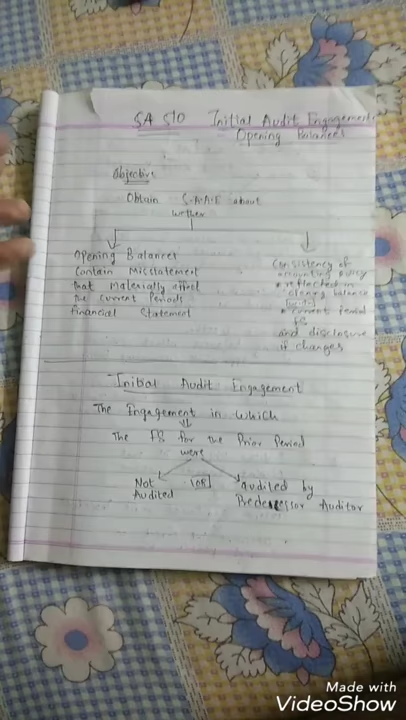 SA 510 Initial Audit Engagements
Opening Balances
Objective
Obtain S.A.A.E about
wether
Opening Balances
Contain Misstatement
that materially affect
the current Periods
financial Statement
Consistency of
accounting policy
* reflected in
opening balance
* current period
FS
and disclosure
if changes
Initial Audit Engagement
The Engagement in which
The FS for the Prior Period
were
Not
Audited
[OR]
audited by
Predecessor Auditor
Made with
VideoShow